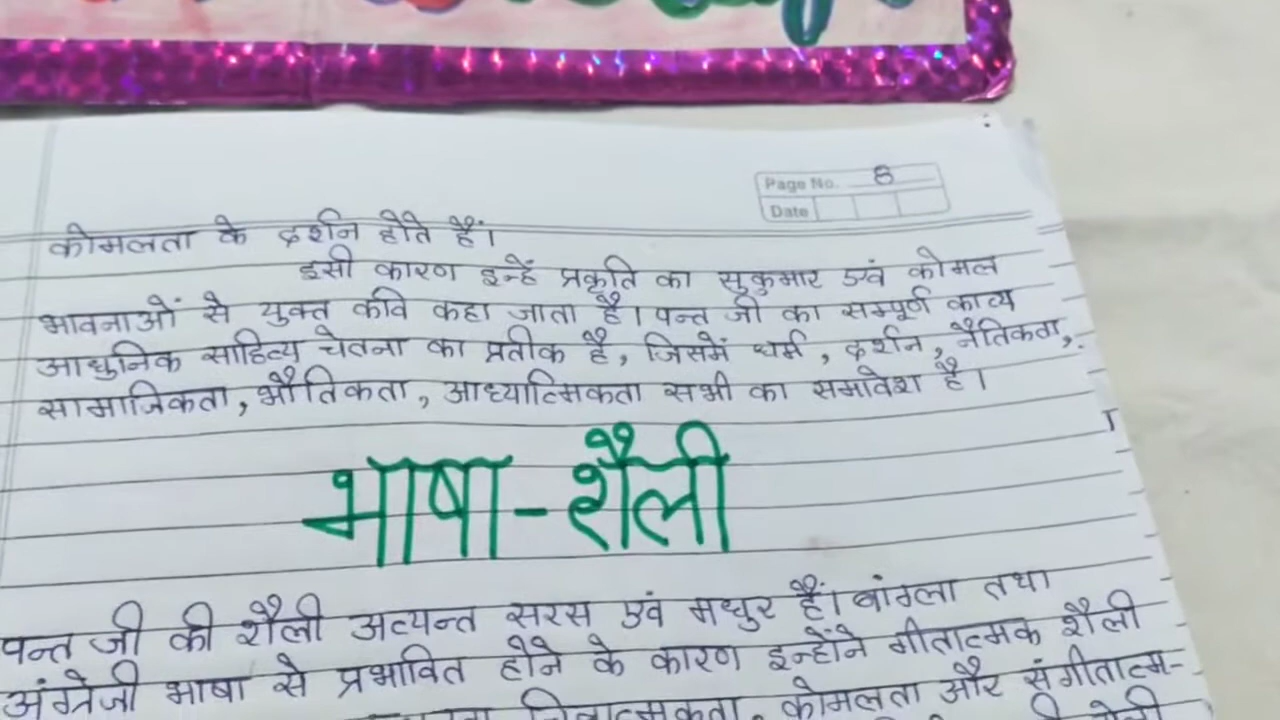 Page No. 8
Date
कोमलता के दर्शन होते हैं।
इसी कारण इन्हें प्रकृति का सुकुमार एवं कोमल
भावनाओं से युक्त कवि कहा जाता है। पन्त जी का सम्पूर्ण काव्य
आधुनिक साहित्य चेतना का प्रतीक है, जिसमें धर्म, दर्शन, नैतिकता,
सामाजिकता, भौतिकता, आध्यात्मिकता सभी का समावेश है।
भाषा-शैली
पन्त जी की शैली अत्यन्त सरस एवं मधुर हैं। बांग्ला तथा
अंग्रेजी भाषा से प्रभावित होने के कारण इन्होंने गीतात्मक शैली
कोमलता और संगीतात्म-